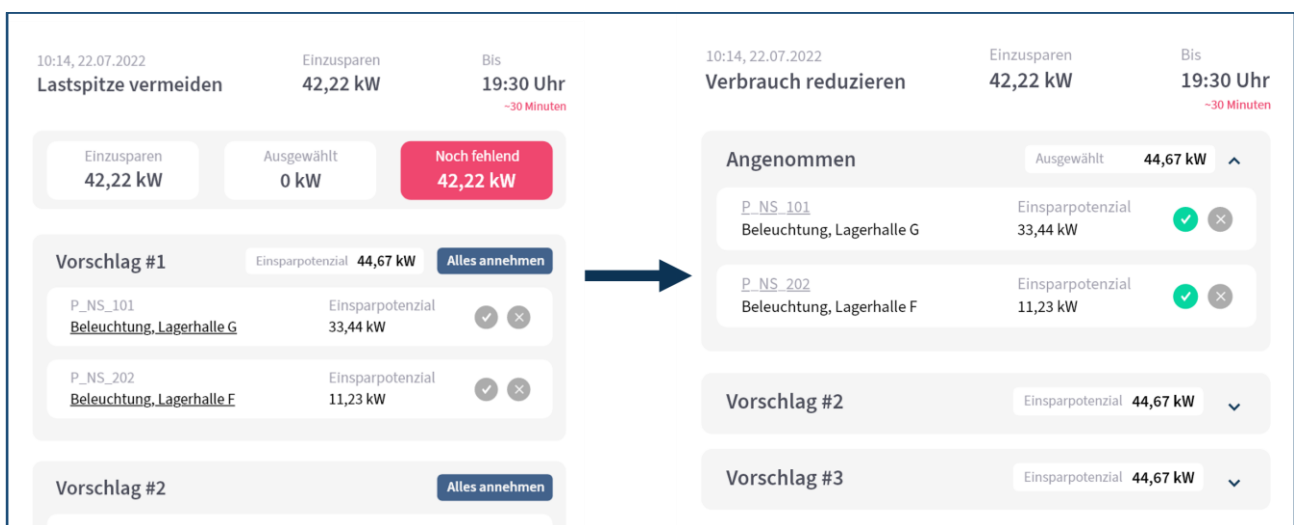 10:14, 22.07.2022
Lastspitze vermeiden
Einzusparen
42,22 kW
Bis
19:30 Uhr
~30 Minuten
Einzusparen
42,22 kW
Ausgewählt
0 kW
Noch fehlend
42,22 kW
Vorschlag #1
Einsparpotenzial 44,67 kW
Alles annehmen
P_NS_101
Beleuchtung, Lagerhalle G
Einsparpotenzial
33,44 kW
P_NS_202
Beleuchtung, Lagerhalle F
Einsparpotenzial
11,23 kW
Vorschlag #2
Alles annehmen
10:14, 22.07.2022
Verbrauch reduzieren
Einzusparen
42,22 kW
Bis
19:30 Uhr
~30 Minuten
Angenommen
Ausgewählt 44,67 kW
P_NS_101
Beleuchtung, Lagerhalle G
Einsparpotenzial
33,44 kW
P_NS_202
Beleuchtung, Lagerhalle F
Einsparpotenzial
11,23 kW
Vorschlag #2
Einsparpotenzial 44,67 kW
Vorschlag #3
Einsparpotenzial 44,67 kW